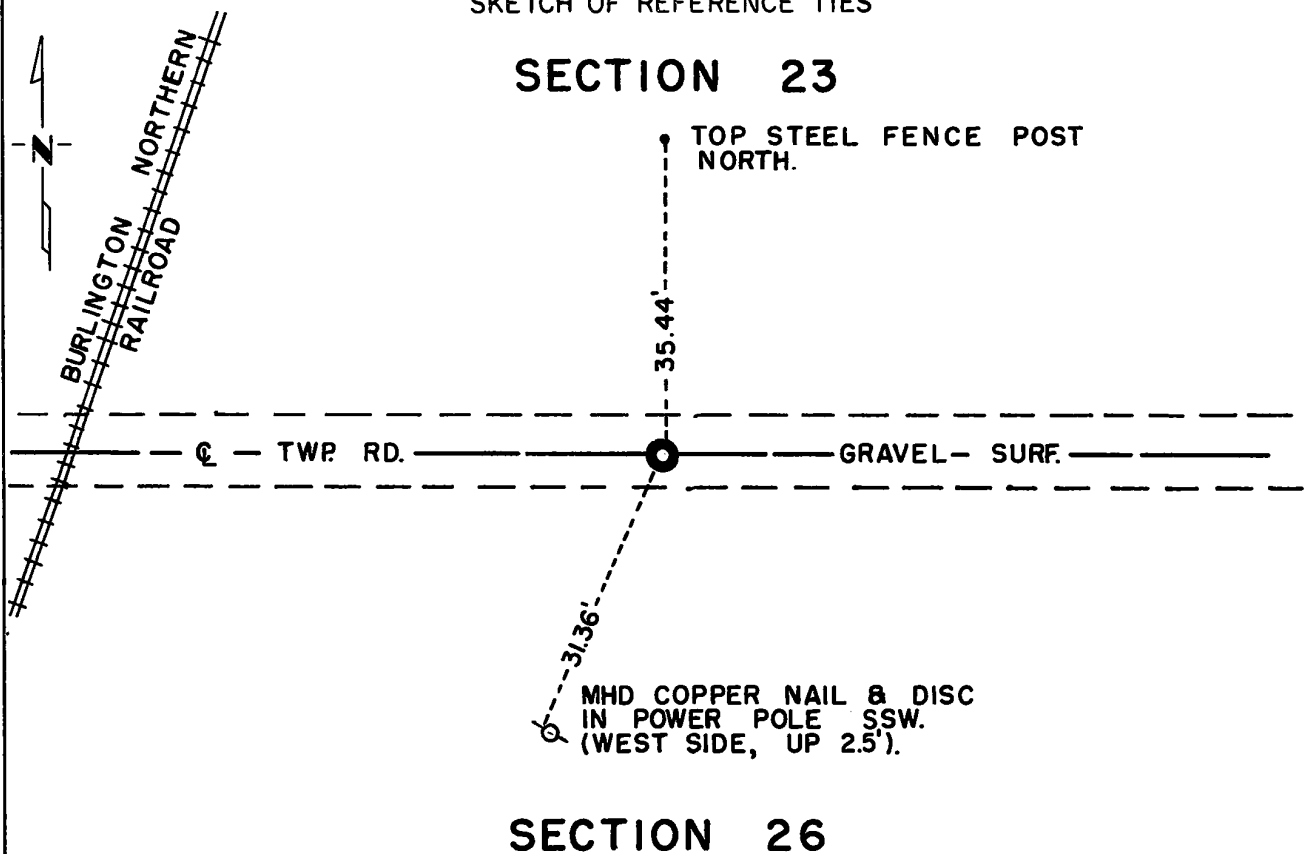 SKETCH OF REFERENCE TIES
SECTION 23
N
BURLINGTON NORTHERN
RAILROAD
TOP STEEL FENCE POST
NORTH.
35.44'
℄ TWP. RD. GRAVEL SURF.
31.36'
MHD COPPER NAIL & DISC
IN POWER POLE SSW.
(WEST SIDE, UP 2.5').
SECTION 26